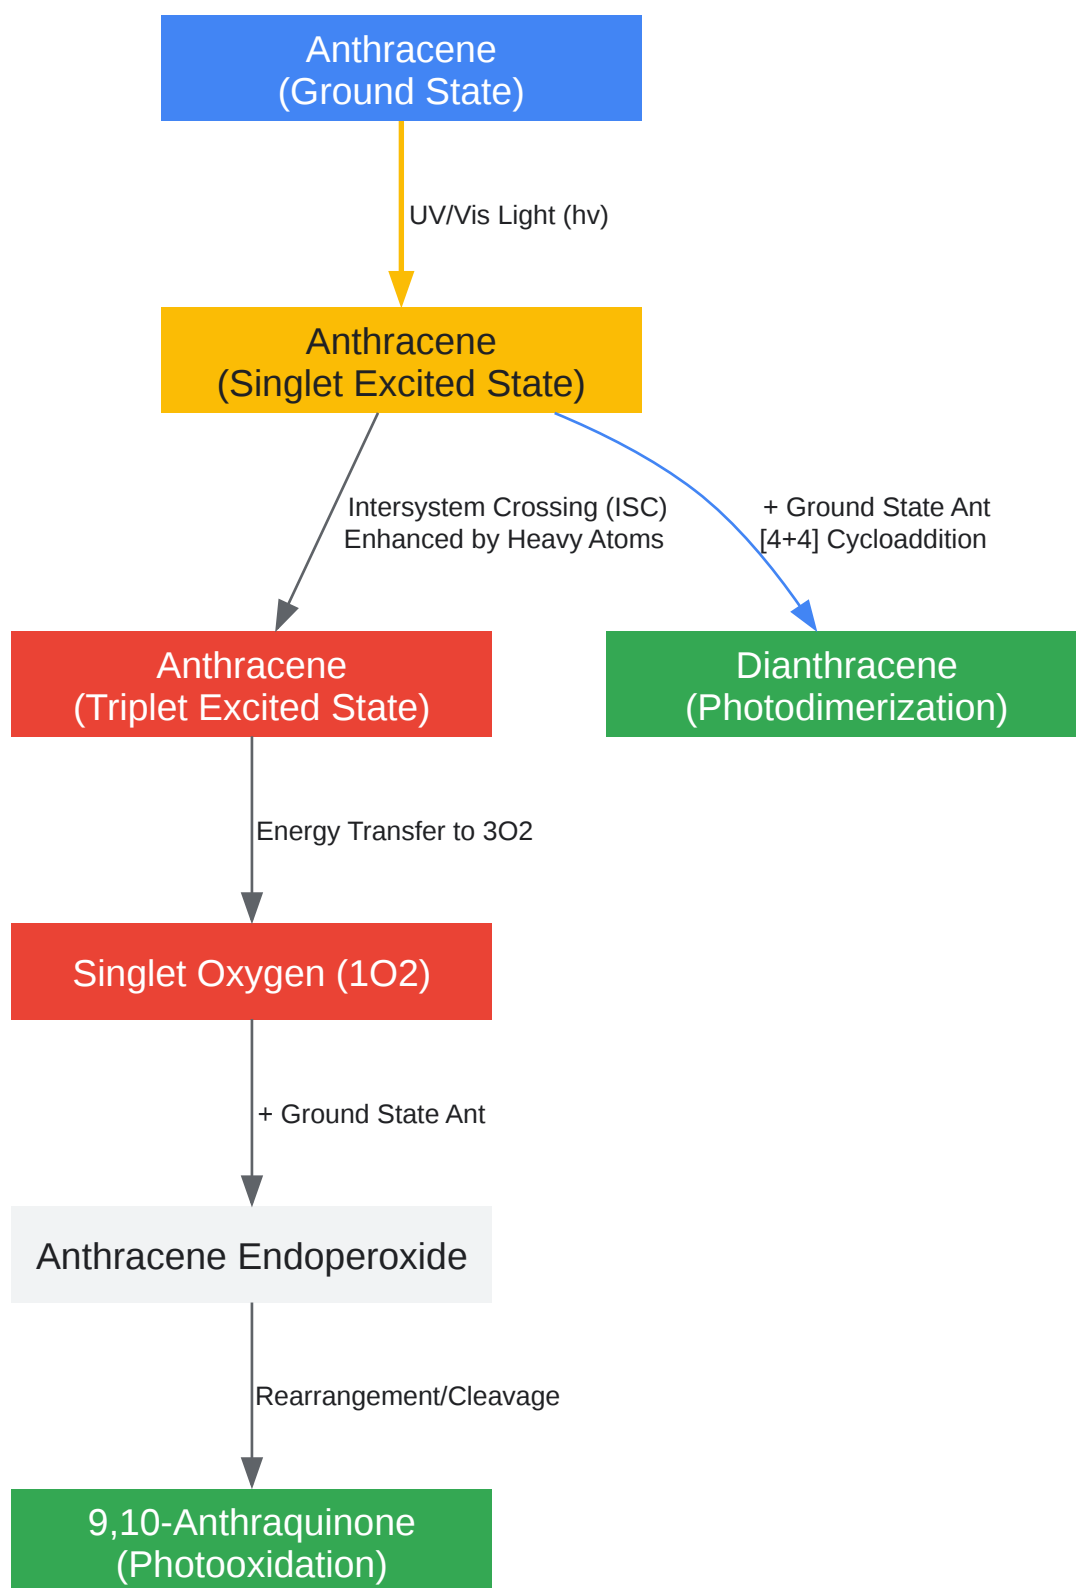 Anthracene
(Ground State)
UV/Vis Light (hv)
Anthracene
(Singlet Excited State)
Intersystem Crossing (ISC)
Enhanced by Heavy Atoms
+ Ground State Ant
[4+4] Cycloaddition
Anthracene
(Triplet Excited State)
Dianthracene
(Photodimerization)
Energy Transfer to 3O2
Singlet Oxygen (1O2)
+ Ground State Ant
Anthracene Endoperoxide
Rearrangement/Cleavage
9,10-Anthraquinone
(Photooxidation)